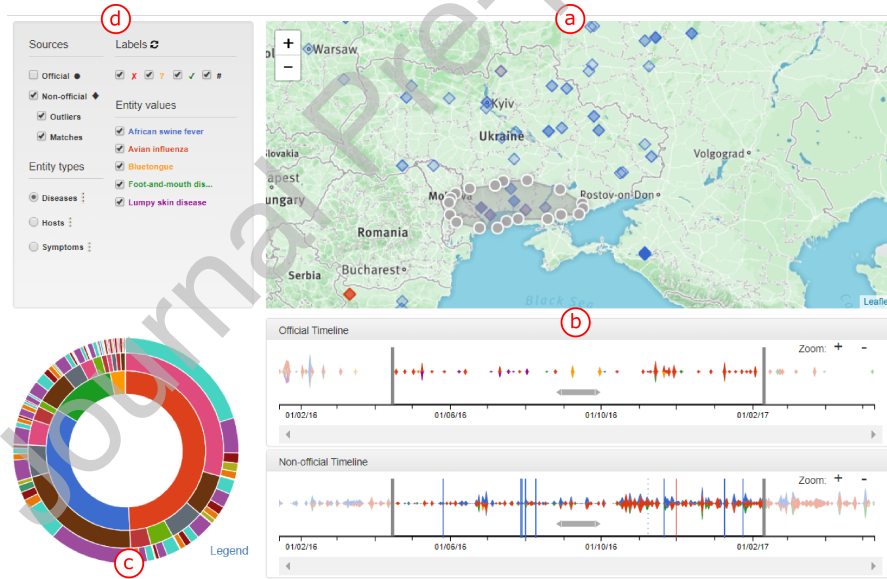 d
Sources
Labels
Official
Non-official
Outliers
Matches
✗ ? ✓ #
Entity values
African swine fever
Avian influenza
Bluetongue
Foot-and-mouth dis...
Lumpy skin disease
Entity types
Diseases
Hosts
Symptoms
a
+
-
Warsaw
Kyiv
Ukraine
Slovakia
Volgograd
Rostov-on-Don
Romania
Serbia
Bucharest
Black Sea
Leafle
b
Official Timeline
Zoom: + -
01/02/16 01/06/16 01/10/16 01/02/17
Non-official Timeline
Zoom: + -
01/02/16 01/06/16 01/10/16 01/02/17
Legend
c
Journal Pre-